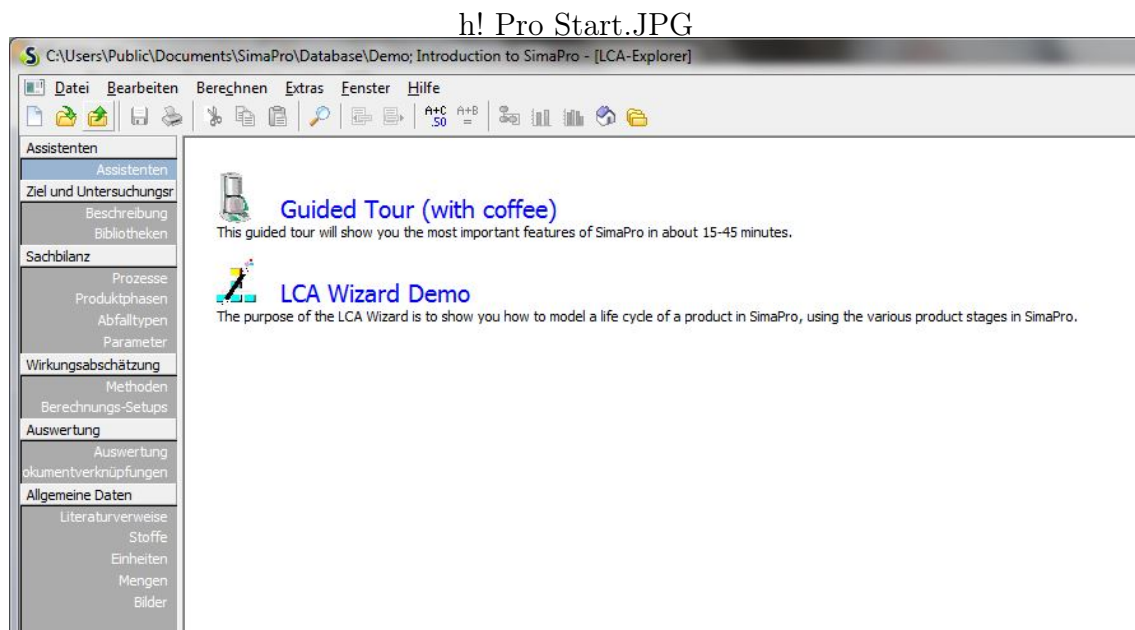 h! Pro Start.JPG
C:\Users\Public\Documents\SimaPro\Database\Demo; Introduction to SimaPro - [LCA-Explorer]
Datei Bearbeiten Berechnen Extras Fenster Hilfe
A+C .50 A+B =
Assistenten
Assistenten
Ziel und Untersuchungsr
Beschreibung
Bibliotheken
Sachbilanz
Prozesse
Produktphasen
Abfalltypen
Parameter
Wirkungsabschätzung
Methoden
Berechnungs-Setups
Auswertung
Auswertung
okumentverknüpfungen
Allgemeine Daten
Literaturverweise
Stoffe
Einheiten
Mengen
Bilder
Guided Tour (with coffee)
This guided tour will show you the most important features of SimaPro in about 15-45 minutes.
LCA Wizard Demo
The purpose of the LCA Wizard is to show you how to model a life cycle of a product in SimaPro, using the various product stages in SimaPro.